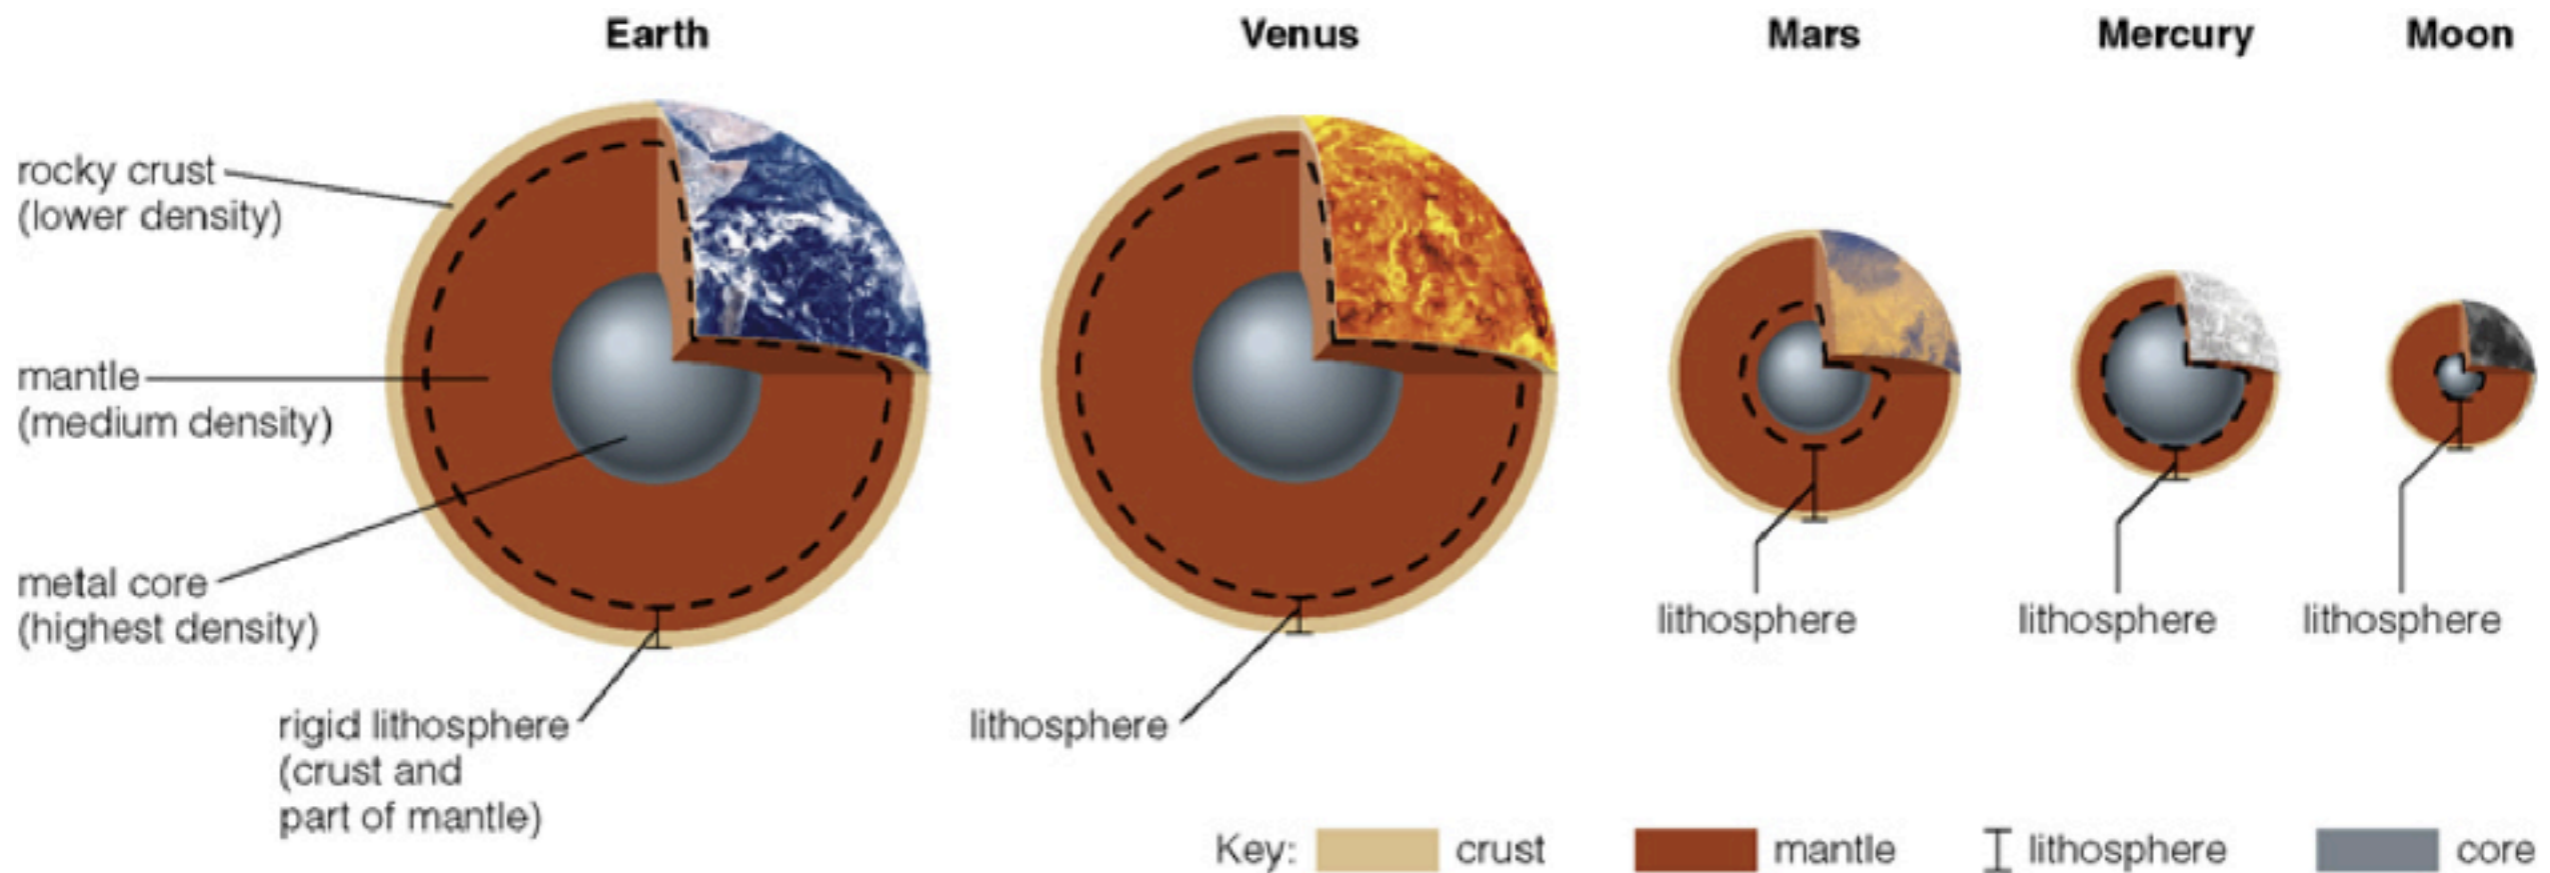 Earth
Venus
Mars
Mercury
Moon
rocky crust
(lower density)
mantle
(medium density)
metal core
(highest density)
rigid lithosphere
(crust and
part of mantle)
lithosphere
lithosphere
lithosphere
lithosphere
Key: crust mantle lithosphere core